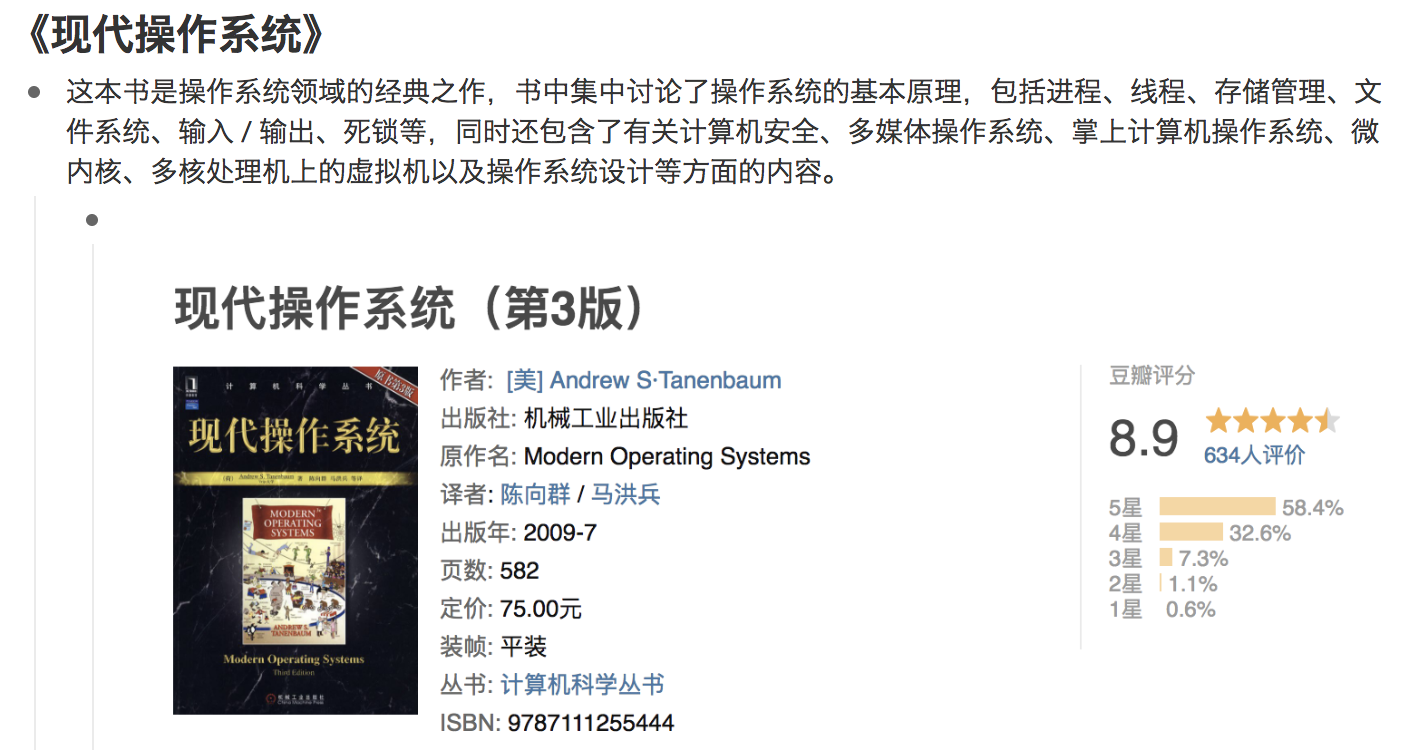 《现代操作系统》
这本书是操作系统领域的经典之作，书中集中讨论了操作系统的基本原理，包括进程、线程、存储管理、文
件系统、输入 / 输出、死锁等，同时还包含了有关计算机安全、多媒体操作系统、掌上计算机操作系统、微
内核、多核处理机上的虚拟机以及操作系统设计等方面的内容。
现代操作系统（第3版）
计算机科学丛书
原书第3版
现代操作系统
(荷) Andrew S. Tanenbaum 著 陈向群 马洪兵 等译
MODERN
OPERATING
SYSTEMS
ANDREW S.
TANENBAUM
Modern Operating Systems
Third Edition
机械工业出版社
China Machine Press
作者: [美] Andrew S·Tanenbaum
出版社: 机械工业出版社
原作名: Modern Operating Systems
译者: 陈向群 / 马洪兵
出版年: 2009-7
页数: 582
定价: 75.00元
装帧: 平装
丛书: 计算机科学丛书
ISBN: 9787111255444
豆瓣评分
8.9
634人评价
5星 58.4%
4星 32.6%
3星 7.3%
2星 1.1%
1星 0.6%